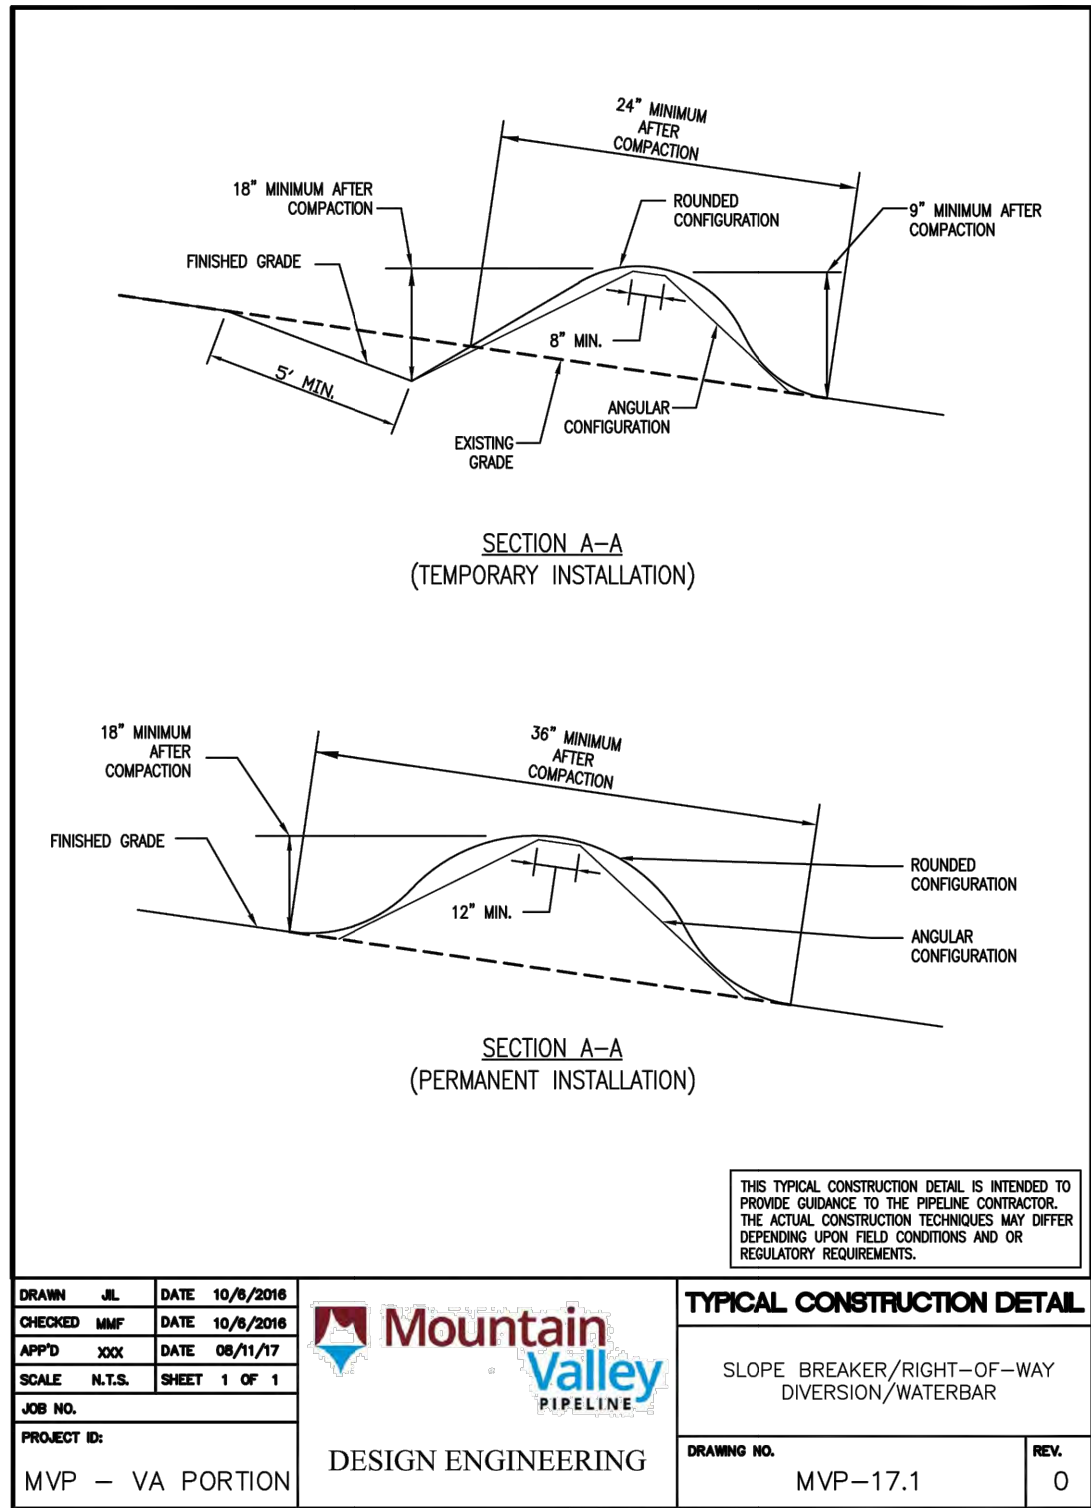 24" MINIMUM
AFTER
COMPACTION
18" MINIMUM AFTER
COMPACTION
ROUNDED
CONFIGURATION
9" MINIMUM AFTER
COMPACTION
FINISHED GRADE
8" MIN.
5' MIN.
ANGULAR
CONFIGURATION
EXISTING
GRADE
SECTION A-A
(TEMPORARY INSTALLATION)
18" MINIMUM
AFTER
COMPACTION
36" MINIMUM
AFTER
COMPACTION
FINISHED GRADE
ROUNDED
CONFIGURATION
12" MIN.
ANGULAR
CONFIGURATION
SECTION A-A
(PERMANENT INSTALLATION)
THIS TYPICAL CONSTRUCTION DETAIL IS INTENDED TO
PROVIDE GUIDANCE TO THE PIPELINE CONTRACTOR.
THE ACTUAL CONSTRUCTION TECHNIQUES MAY DIFFER
DEPENDING UPON FIELD CONDITIONS AND OR
REGULATORY REQUIREMENTS.
DRAWN JIL DATE 10/6/2016
CHECKED MMF DATE 10/6/2016
APP'D XXX DATE 08/11/17
SCALE N.T.S. SHEET 1 OF 1
JOB NO.
PROJECT ID:
MVP - VA PORTION
Mountain
Valley
PIPELINE
DESIGN ENGINEERING
TYPICAL CONSTRUCTION DETAIL
SLOPE BREAKER/RIGHT-OF-WAY
DIVERSION/WATERBAR
DRAWING NO.
MVP-17.1
REV.
0